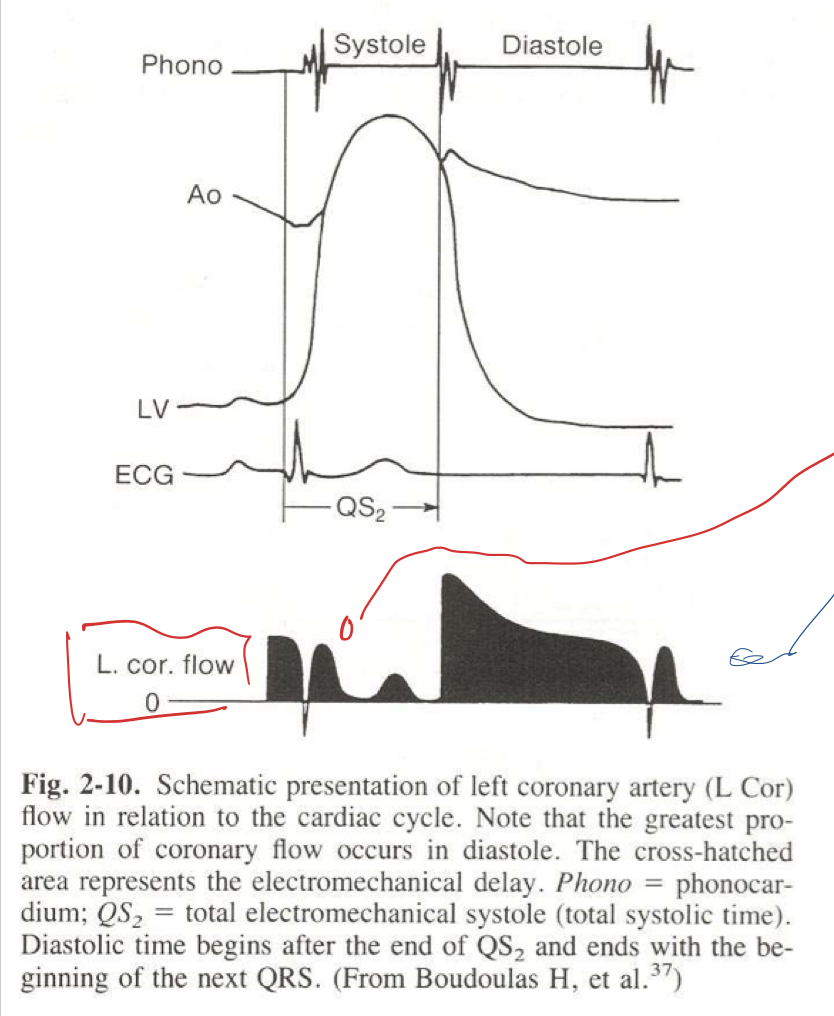 Phono
Systole
Diastole
Ao
LV
ECG
QS₂
L. cor. flow
0
0
Fig. 2-10. Schematic presentation of left coronary artery (L Cor)
flow in relation to the cardiac cycle. Note that the greatest pro-
portion of coronary flow occurs in diastole. The cross-hatched
area represents the electromechanical delay. Phono = phonocar-
dium; QS₂ = total electromechanical systole (total systolic time).
Diastolic time begins after the end of QS₂ and ends with the be-
ginning of the next QRS. (From Boudoulas H, et al.³⁷)